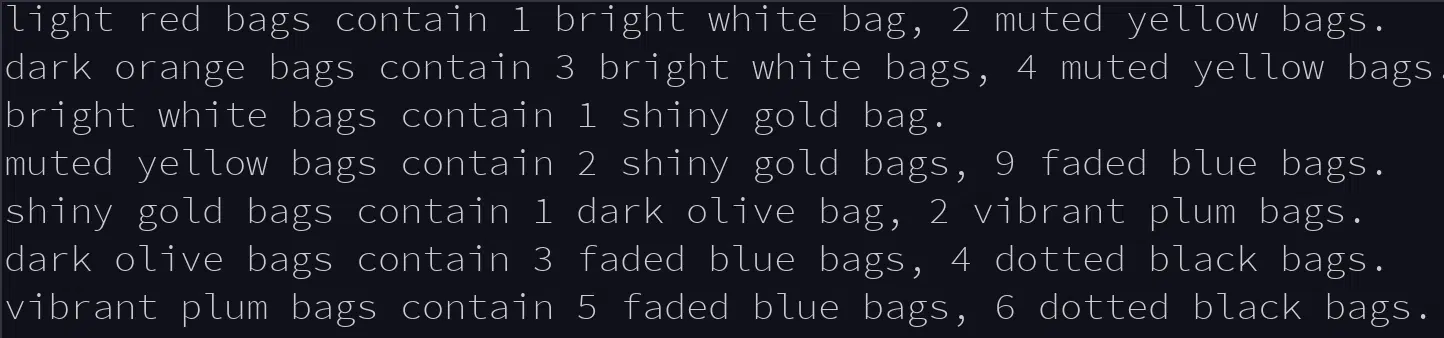 light red bags contain 1 bright white bag, 2 muted yellow bags.
dark orange bags contain 3 bright white bags, 4 muted yellow bags.
bright white bags contain 1 shiny gold bag.
muted yellow bags contain 2 shiny gold bags, 9 faded blue bags.
shiny gold bags contain 1 dark olive bag, 2 vibrant plum bags.
dark olive bags contain 3 faded blue bags, 4 dotted black bags.
vibrant plum bags contain 5 faded blue bags, 6 dotted black bags.